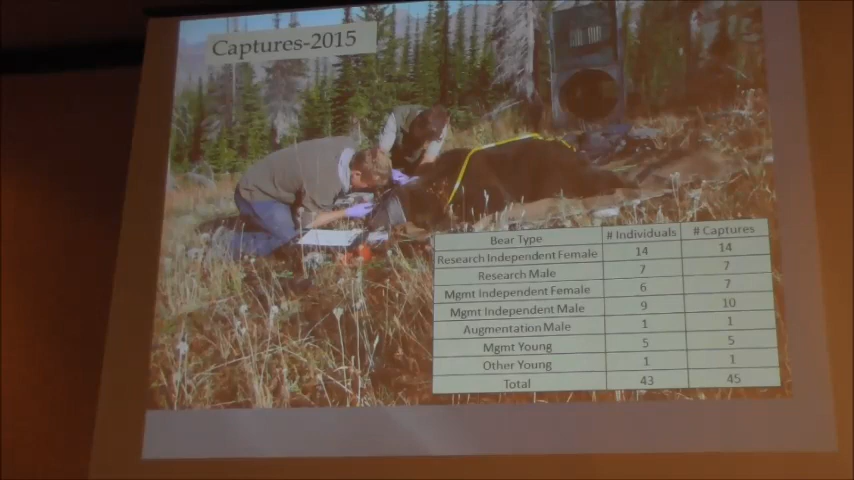 Captures-2015
Bear Type # Individuals # Captures
Research Independent Female 14 14
Research Male 7 7
Mgmt Independent Female 6 7
Mgmt Independent Male 9 10
Augmentation Male 1 1
Mgmt Young 5 5
Other Young 1 1
Total 43 45